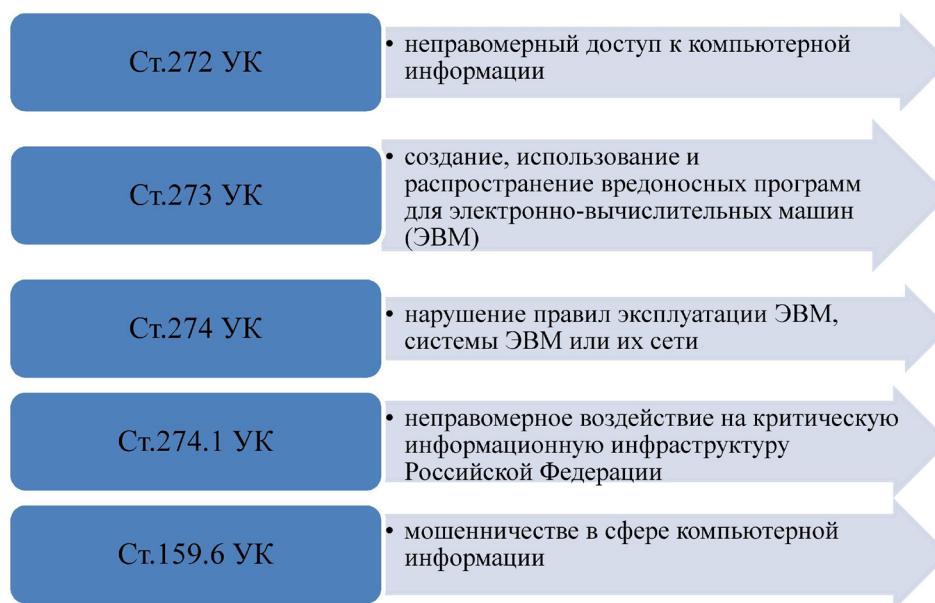 Ст.272 УК
• неправомерный доступ к компьютерной
информации
Ст.273 УК
• создание, использование и
распространение вредоносных программ
для электронно-вычислительных машин
(ЭВМ)
Ст.274 УК
• нарушение правил эксплуатации ЭВМ,
системы ЭВМ или их сети
Ст.274.1 УК
• неправомерное воздействие на критическую
информационную инфраструктуру
Российской Федерации
Ст.159.6 УК
• мошенничестве в сфере компьютерной
информации